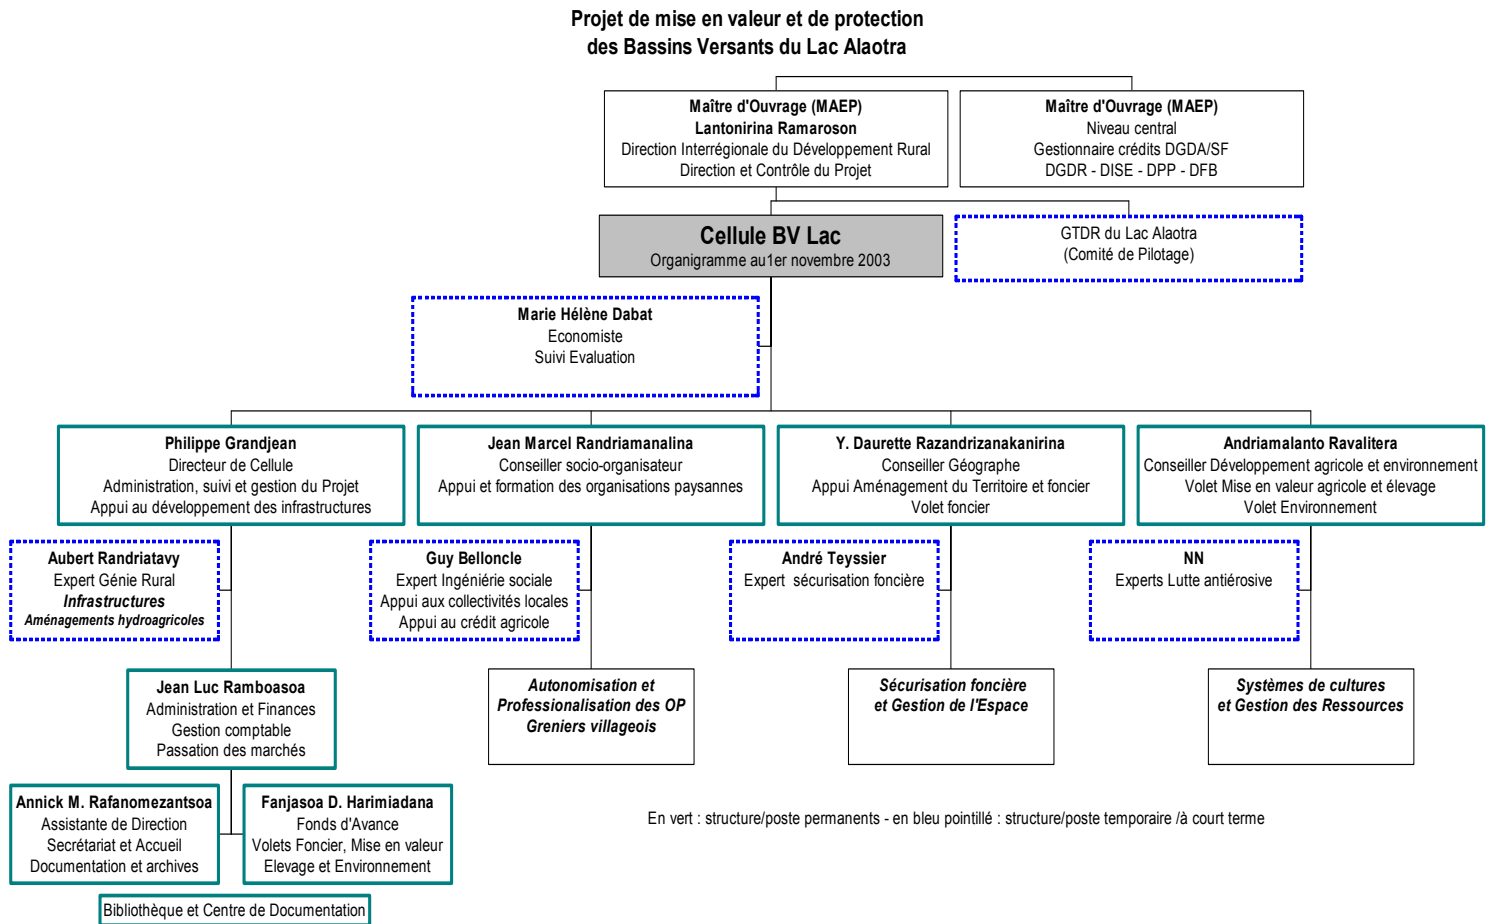 Projet de mise en valeur et de protection
des Bassins Versants du Lac Alaotra
Maître d'Ouvrage (MAEP)
Lantonirina Ramaroson
Direction Interrégionale du Développement Rural
Direction et Contrôle du Projet
Maître d'Ouvrage (MAEP)
Niveau central
Gestionnaire crédits DGDA/SF
DGDR - DISE - DPP - DFB
Cellule BV Lac
Organigramme au1er novembre 2003
GTDR du Lac Alaotra
(Comité de Pilotage)
Marie Hélène Dabat
Economiste
Suivi Evaluation
Philippe Grandjean
Directeur de Cellule
Administration, suivi et gestion du Projet
Appui au développement des infrastructures
Jean Marcel Randriamanalina
Conseiller socio-organisateur
Appui et formation des organisations paysannes
Y. Daurette Razandrizanakanirina
Conseiller Géographe
Appui Aménagement du Territoire et foncier
Volet foncier
Andriamalanto Ravalitera
Conseiller Développement agricole et environnement
Volet Mise en valeur agricole et élevage
Volet Environnement
Aubert Randriatavy
Expert Génie Rural
Infrastructures
Aménagements hydroagricoles
Guy Belloncle
Expert Ingéniérie sociale
Appui aux collectivités locales
Appui au crédit agricole
André Teyssier
Expert sécurisation foncière
NN
Experts Lutte antiérosive
Jean Luc Ramboasoa
Administration et Finances
Gestion comptable
Passation des marchés
Autonomisation et
Professionalisation des OP
Greniers villageois
Sécurisation foncière
et Gestion de l'Espace
Systèmes de cultures
et Gestion des Ressources
Annick M. Rafanomezantsoa
Assistante de Direction
Secrétariat et Accueil
Documentation et archives
Fanjasoa D. Harimiadana
Fonds d'Avance
Volets Foncier, Mise en valeur
Elevage et Environnement
En vert : structure/poste permanents - en bleu pointillé : structure/poste temporaire /à court terme
Bibliothèque et Centre de Documentation